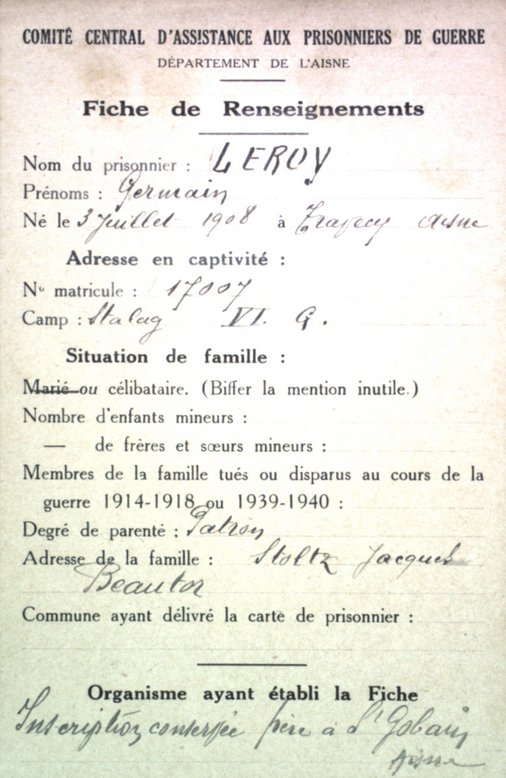 COMITÉ CENTRAL D'ASSISTANCE AUX PRISONNIERS DE GUERRE
DÉPARTEMENT DE L'AISNE
Fiche de Renseignements
Nom du prisonnier : LEROY
Prénoms : Germain
Né le 3 Juillet 1908 à Travecy Aisne
Adresse en captivité :
No matricule : 17007
Camp : Stalag VI. G.
Situation de famille :
Marié ou célibataire. (Biffer la mention inutile.)
Nombre d'enfants mineurs :
— de frères et sœurs mineurs :
Membres de la famille tués ou disparus au cours de la
guerre 1914-1918 ou 1939-1940 :
Degré de parenté : Patron
Adresse de la famille : Stoltz Jacques
Beautor
Commune ayant délivré la carte de prisonnier :
Organisme ayant établi la Fiche
Inscription père à St Gobain
Aisne